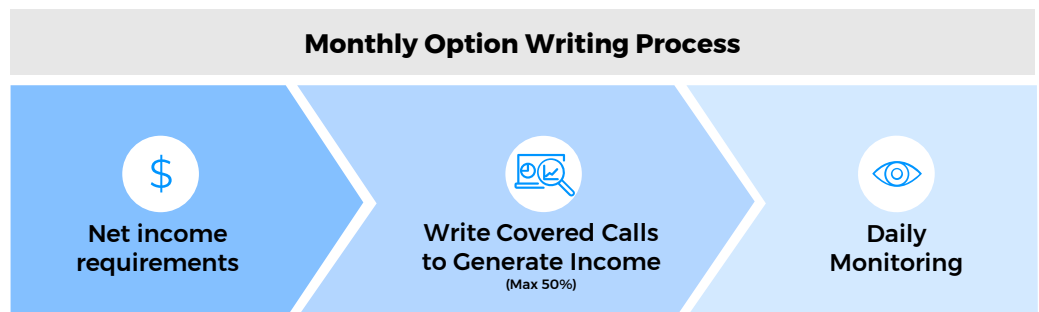 Monthly Option Writing Process
$
Net income
requirements
Write Covered Calls
to Generate Income
(Max 50%)
Daily
Monitoring